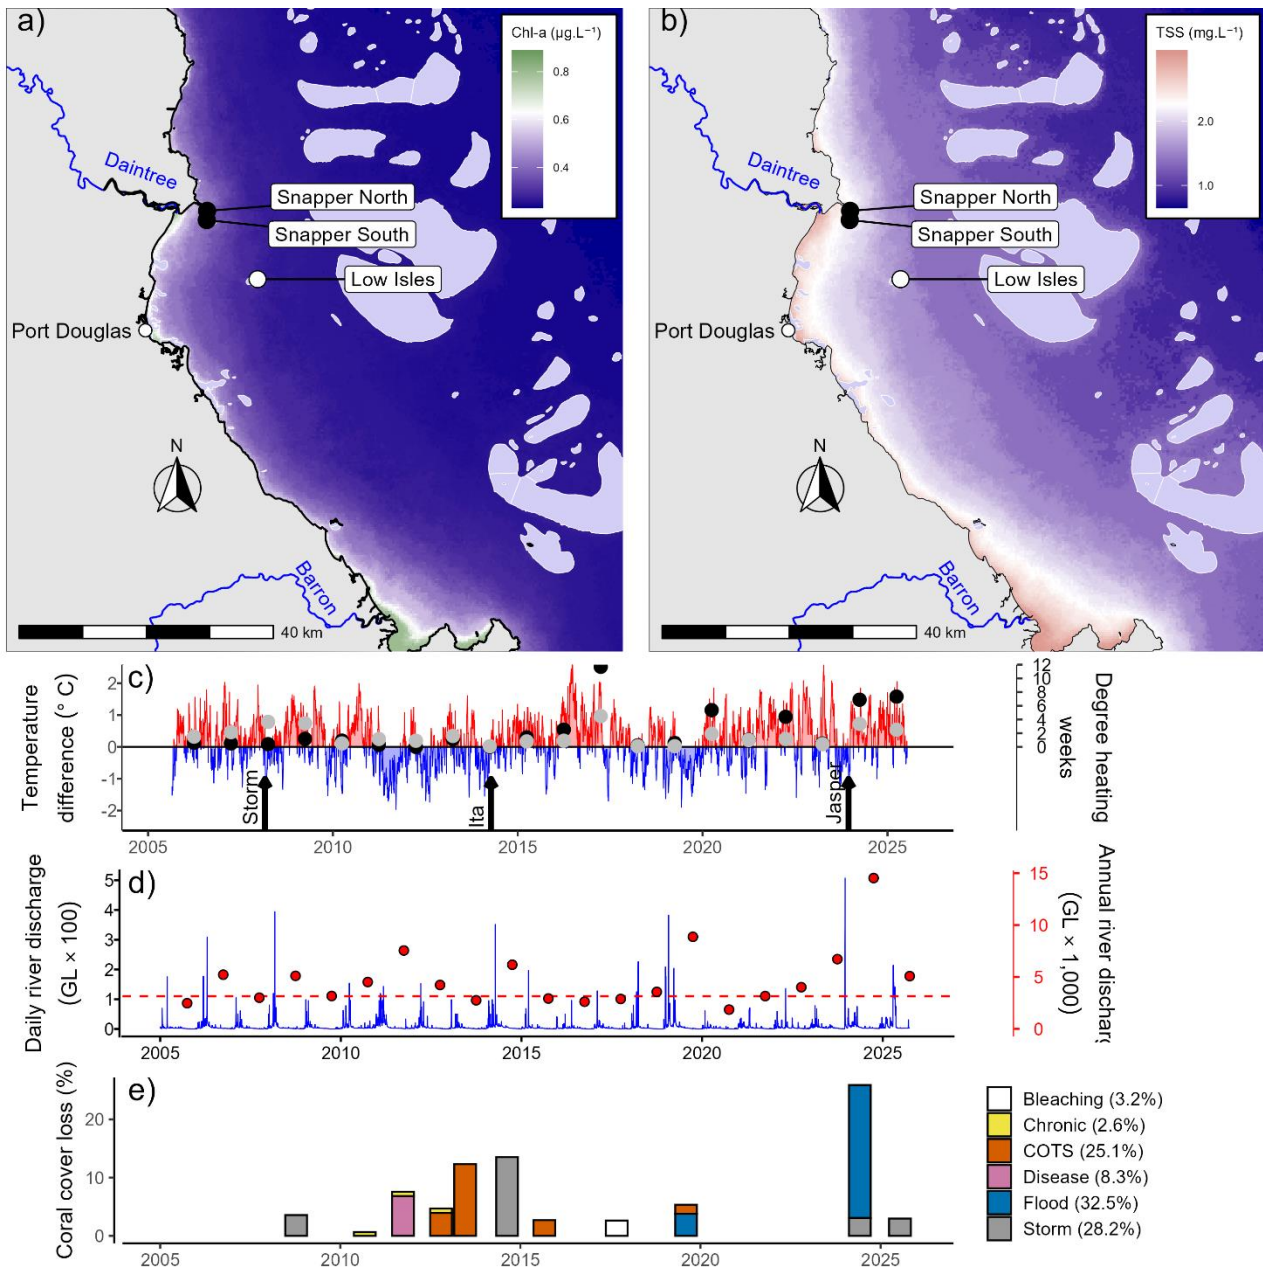 a)
Chl-a (µg.L⁻¹)
0.8
0.6
0.4
Daintree
Snapper North
Snapper South
Low Isles
Port Douglas
N
Barron
40 km
b)
TSS (mg.L⁻¹)
2.0
1.0
Daintree
Snapper North
Snapper South
Low Isles
Port Douglas
N
Barron
40 km
c)
Temperature
difference (° C)
2
1
0
-1
-2
Storm
Ita
Jasper
12
10
8
6
4
2
0
Degree heating
weeks
2005
2010
2015
2020
2025
d)
Daily river discharge
(GL × 100)
5
4
3
2
1
0
15
10
5
0
Annual river discharg
(GL × 1,000)
2005
2010
2015
2020
2025
e)
Coral cover loss (%)
20
10
0
2005
2010
2015
2020
2025
Bleaching (3.2%)
Chronic (2.6%)
COTS (25.1%)
Disease (8.3%)
Flood (32.5%)
Storm (28.2%)